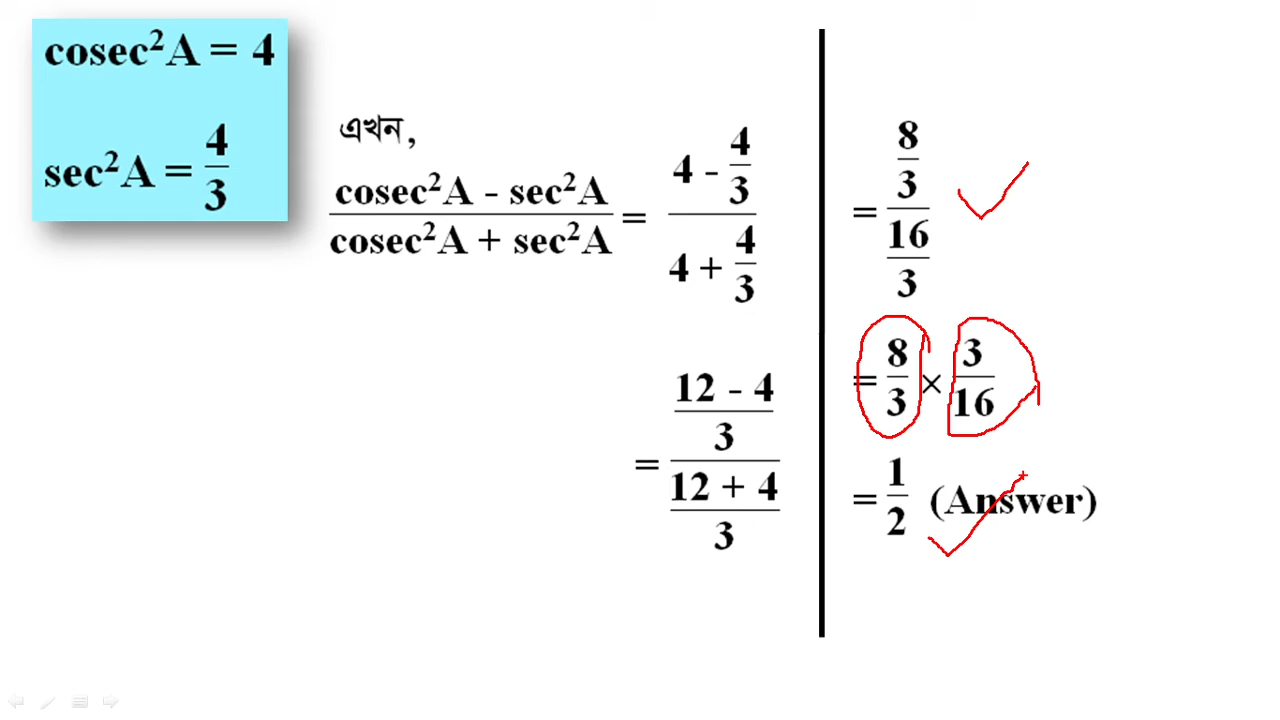 cosec²A = 4
sec²A = 4/3
এখন,
(cosec²A - sec²A)/(cosec²A + sec²A) = (4 - 4/3)/(4 + 4/3)
= ((12 - 4)/3)/((12 + 4)/3)
= (8/3)/(16/3)
= 8/3 × 3/16
= 1/2 (Answer)